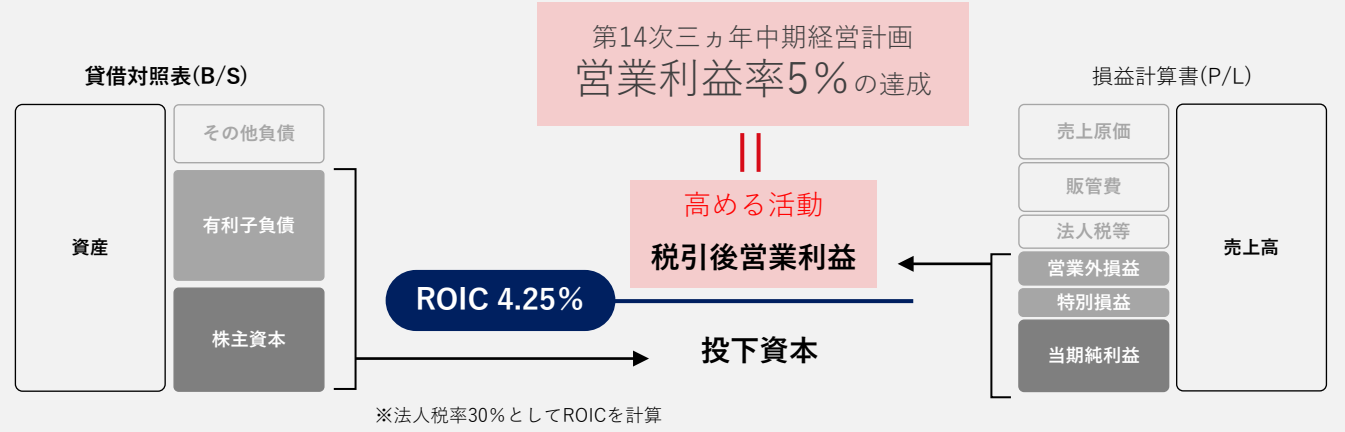 第14次三ヵ年中期経営計画
営業利益率5%の達成
貸借対照表(B/S)
資産
その他負債
有利子負債
株主資本
高める活動
税引後営業利益
ROIC 4.25%
投下資本
※法人税率30%としてROICを計算
損益計算書(P/L)
売上原価
販管費
法人税等
営業外損益
特別損益
当期純利益
売上高